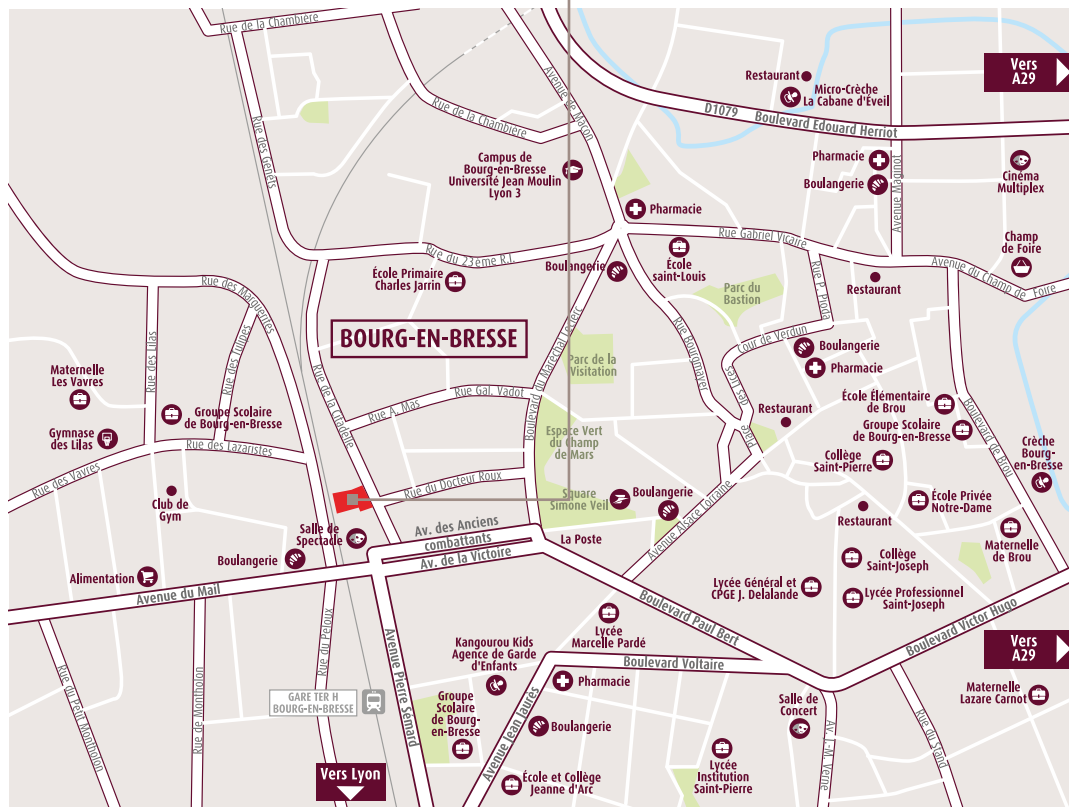 Rue de la Chambière
Avenue de Macon
Restaurant
Micro-Crèche
La Cabane d'Éveil
Vers
A29
D1079 Boulevard Edouard Herriot
Rue de la Chambière
Rue des Genêts
Campus de
Bourg-en-Bresse
Université Jean Moulin
Lyon 3
Pharmacie
Boulangerie
Avenue Maginot
Cinéma
Multiplex
Pharmacie
Rue Gabriel Vicaire
Rue du 23ème R.I.
École Primaire
Charles Jarrin
Boulangerie
École
saint-Louis
Champ
de Foire
Avenue du Champ de Foire
Restaurant
Rue P. Pioda
Parc du
Bastion
Rue des Marguerites
BOURG-EN-BRESSE
Boulevard du Maréchal Leclerc
Rue Bourgmayer
Cour de Verdun
Boulangerie
Pharmacie
Parc de la
Visitation
Rue des Lilas
Rue des Tulipes
Rue de la Citadelle
Maternelle
Les Vavres
Rue A. Mas
Rue Gal. Vadot
Place
des Lices
Restaurant
École Élémentaire
de Brou
Groupe Scolaire
de Bourg-en-Bresse
Groupe Scolaire
de Bourg-en-Bresse
Boulevard de Brou
Gymnase
des Lilas
Rue des Lazaristes
Espace Vert
du Champ
de Mars
Collège
Saint-Pierre
Crèche
Bourg-
en-Bresse
Rue des Vavres
Club de
Gym
Rue du Docteur Roux
Square
Simone Veil
Boulangerie
Avenue Alsace Lorraine
École Privée
Notre-Dame
Restaurant
Salle de
Spectacle
Av. des Anciens
combattants
Av. de la Victoire
La Poste
Maternelle
de Brou
Boulangerie
Collège
Saint-Joseph
Alimentation
Avenue du Mail
Lycée Général et
CPGE J. Delalande
Lycée Professionnel
Saint-Joseph
Boulevard Paul Bert
Boulevard Victor Hugo
Lycée
Marcelle Pardé
Vers
A29
Rue du Peloux
Avenue Pierre Sémard
Kangourou Kids
Agence de Garde
d'Enfants
Boulevard Voltaire
Pharmacie
Rue du Petit Montholon
Rue de Montholon
GARE TER H
BOURG-EN-BRESSE
Groupe
Scolaire
de Bourg-
en-Bresse
Avenue Jean Jaurès
Boulangerie
Salle de
Concert
Maternelle
Lazare Carnot
Av. J.-M. Verne
Rue du Stand
Vers Lyon
École et Collège
Jeanne d'Arc
Lycée
Institution
Saint-Pierre